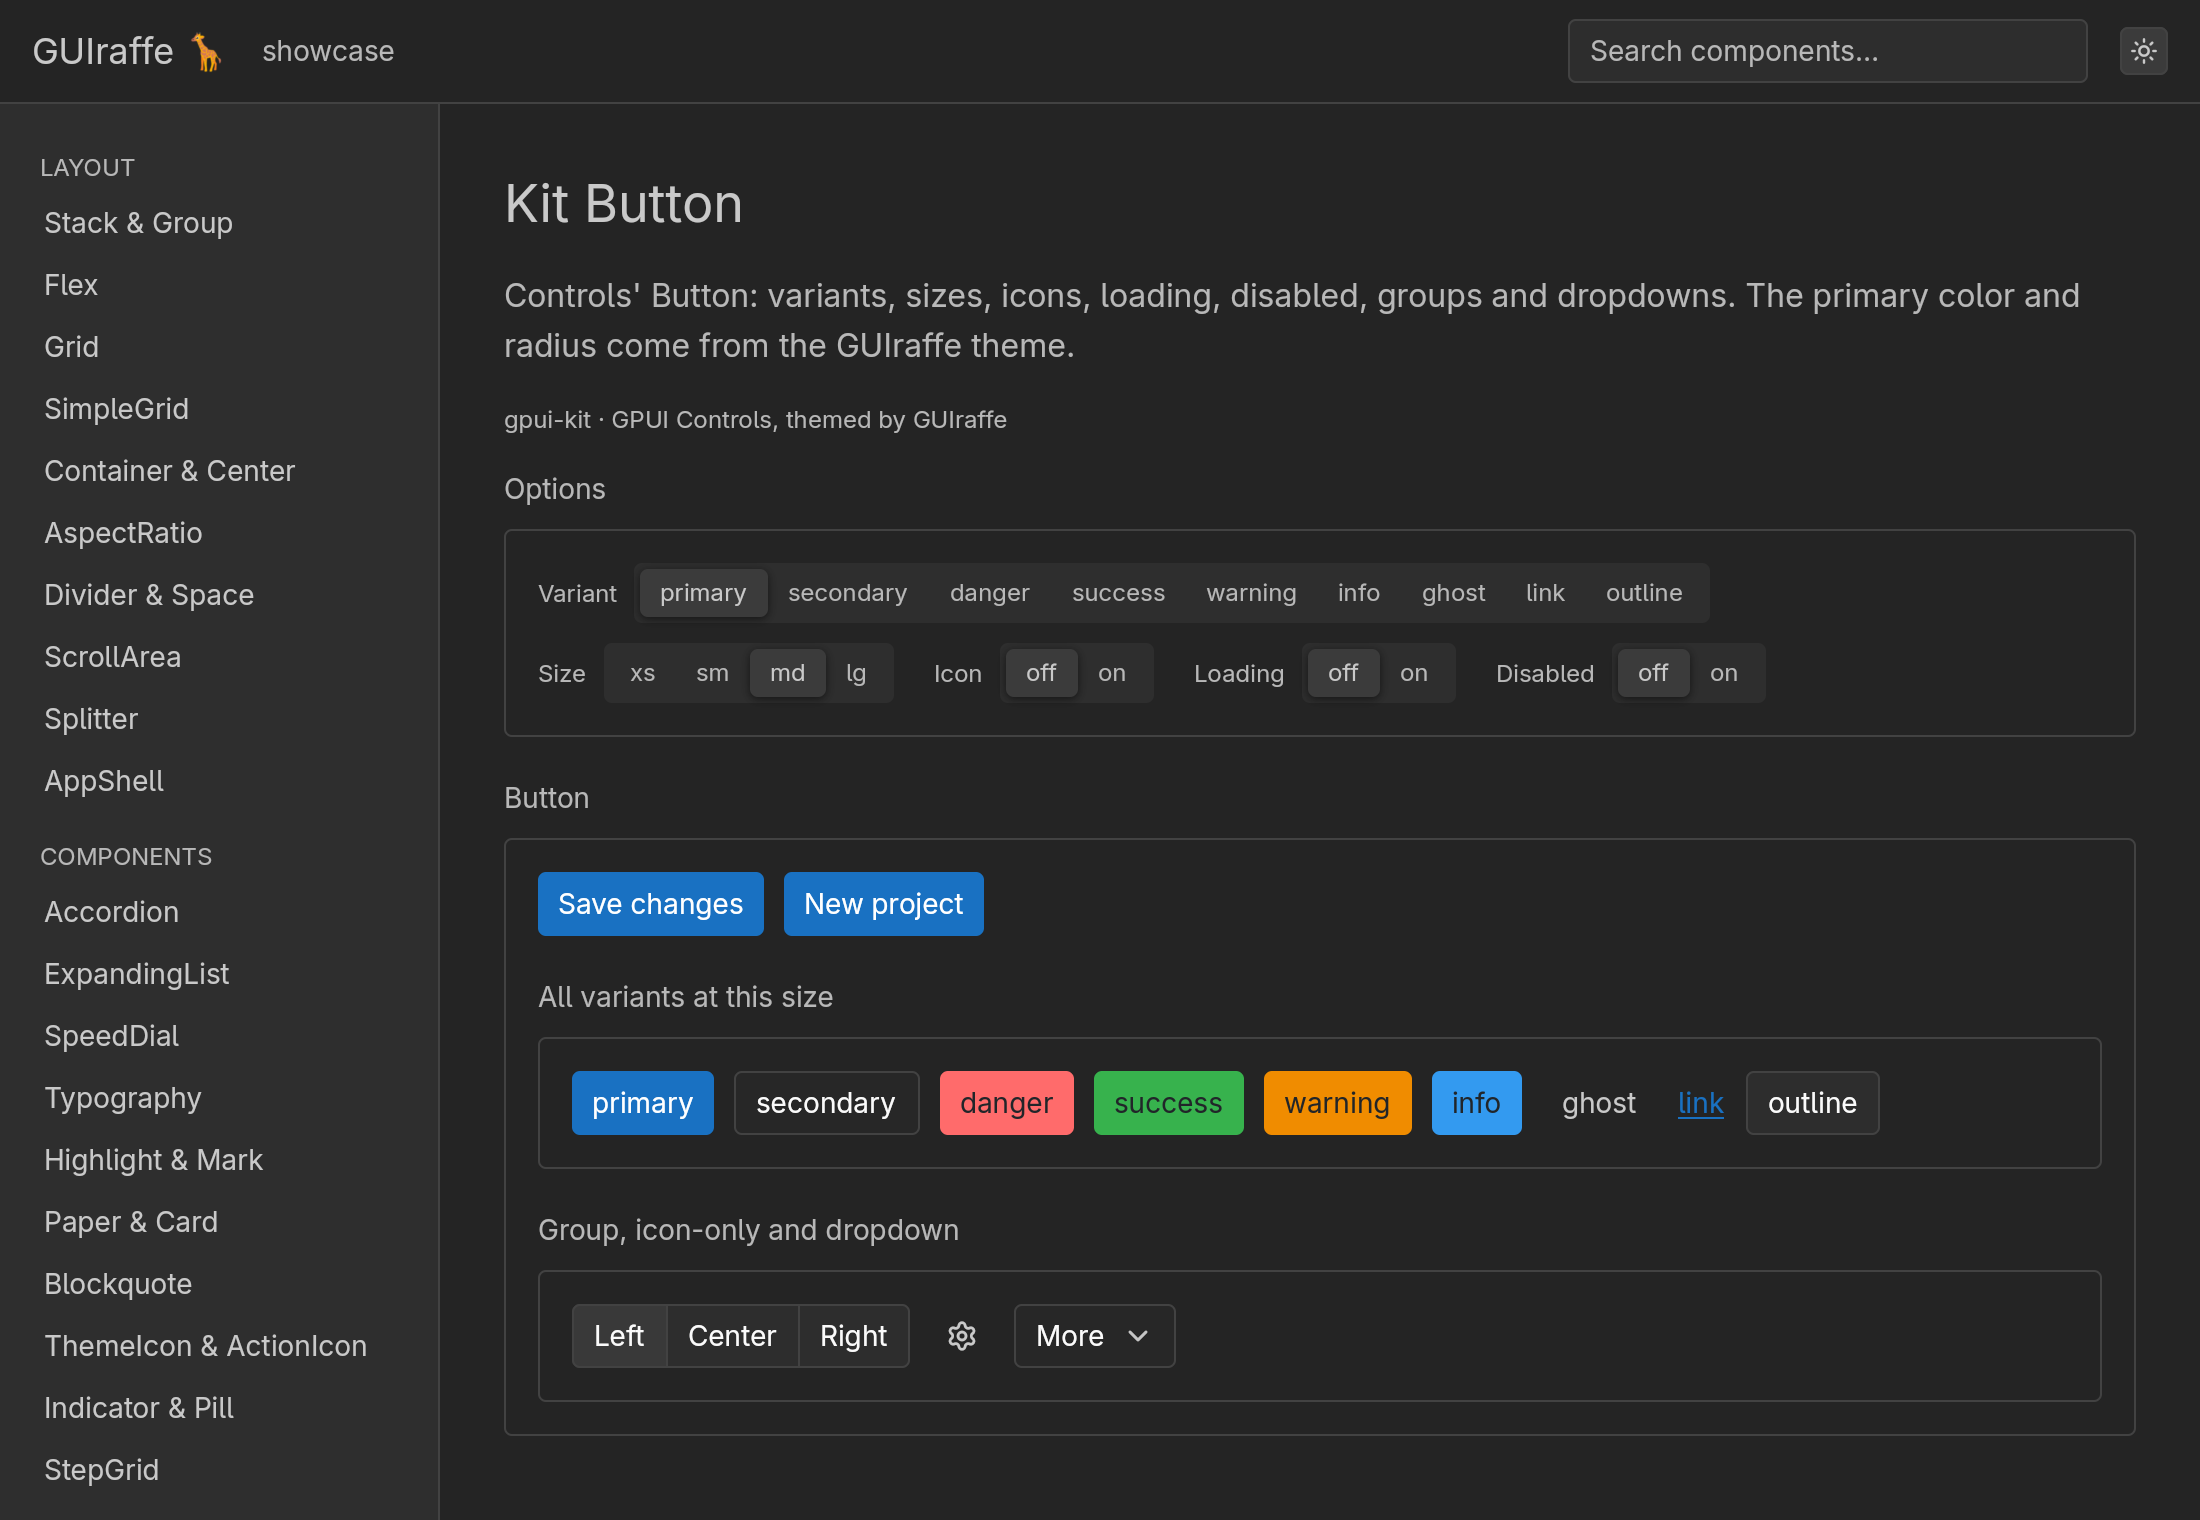 GUIraffe 🦒 showcase
Search components...
LAYOUT
Stack & Group
Flex
Grid
SimpleGrid
Container & Center
AspectRatio
Divider & Space
ScrollArea
Splitter
AppShell
COMPONENTS
Accordion
ExpandingList
SpeedDial
Typography
Highlight & Mark
Paper & Card
Blockquote
ThemeIcon & ActionIcon
Indicator & Pill
StepGrid
Kit Button
Controls' Button: variants, sizes, icons, loading, disabled, groups and dropdowns. The primary color and
radius come from the GUIraffe theme.
gpui-kit · GPUI Controls, themed by GUIraffe
Options
Variant primary secondary danger success warning info ghost link outline
Size xs sm md lg Icon off on Loading off on Disabled off on
Button
Save changes New project
All variants at this size
primary secondary danger success warning info ghost link outline
Group, icon-only and dropdown
Left Center Right More